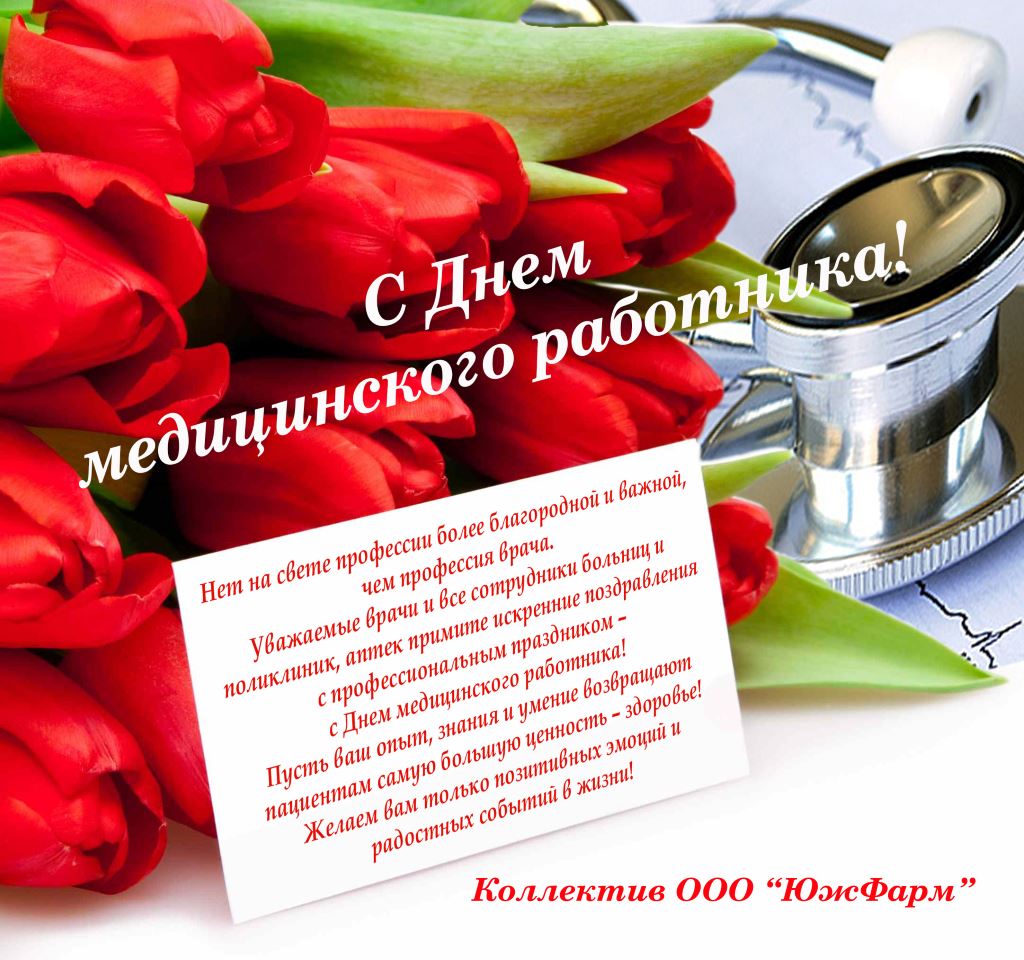 С Днем
медицинского работника!
Нет на свете профессии более благородной и важной,
чем профессия врача.
Уважаемые врачи и все сотрудники больниц и
поликлиник, аптек примите искренние поздравления
с профессиональным праздником –
с Днем медицинского работника!
Пусть ваш опыт, знания и умение возвращают
пациентам самую большую ценность – здоровье!
Желаем вам только позитивных эмоций и
радостных событий в жизни!
Коллектив ООО “ЮжФарм”